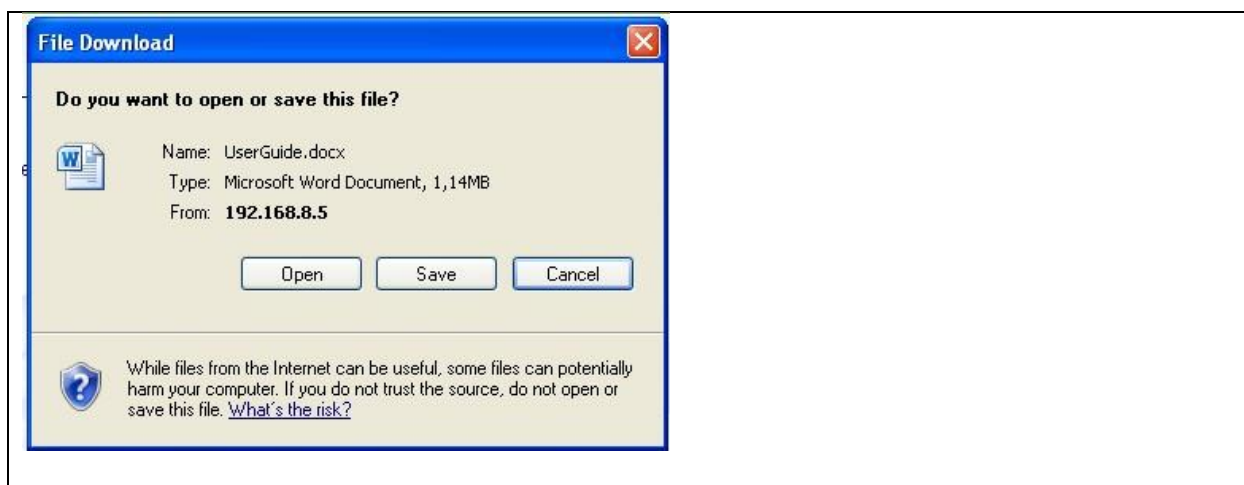 File Download
Do you want to open or save this file?
Name: UserGuide.docx
Type: Microsoft Word Document, 1,14MB
From: 192.168.8.5
Open Save Cancel
While files from the Internet can be useful, some files can potentially
harm your computer. If you do not trust the source, do not open or
save this file. What's the risk?